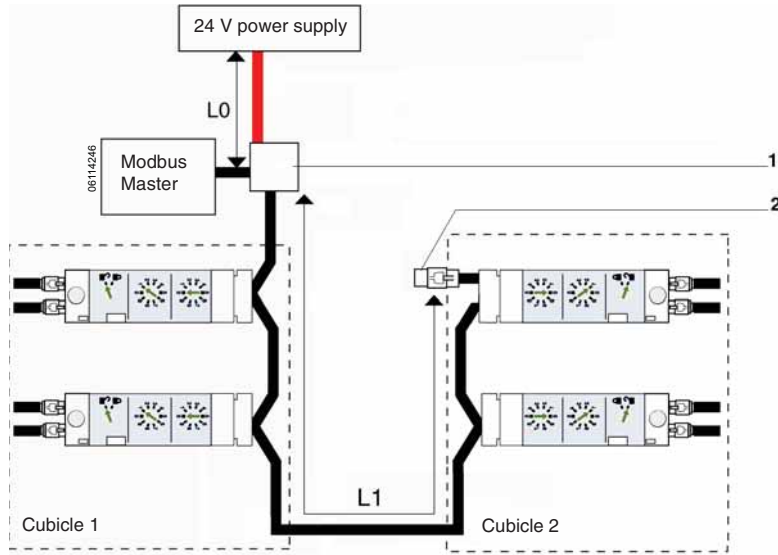 24 V power supply
L0
06114246
Modbus
Master
1
2
L1
Cubicle 1
Cubicle 2